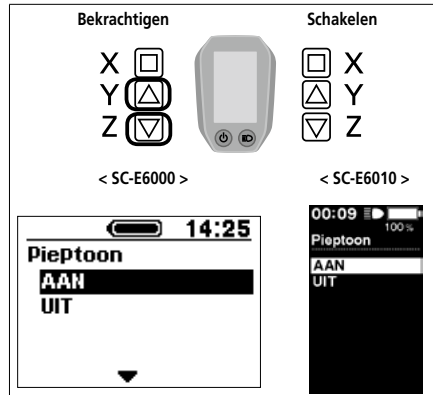 Bekrachtigen Schakelen
X X
Y Y
Z Z
< SC-E6000 > < SC-E6010 >
14:25
Pieptoon
AAN
UIT
00:09
100%
Pieptoon
AAN
UIT